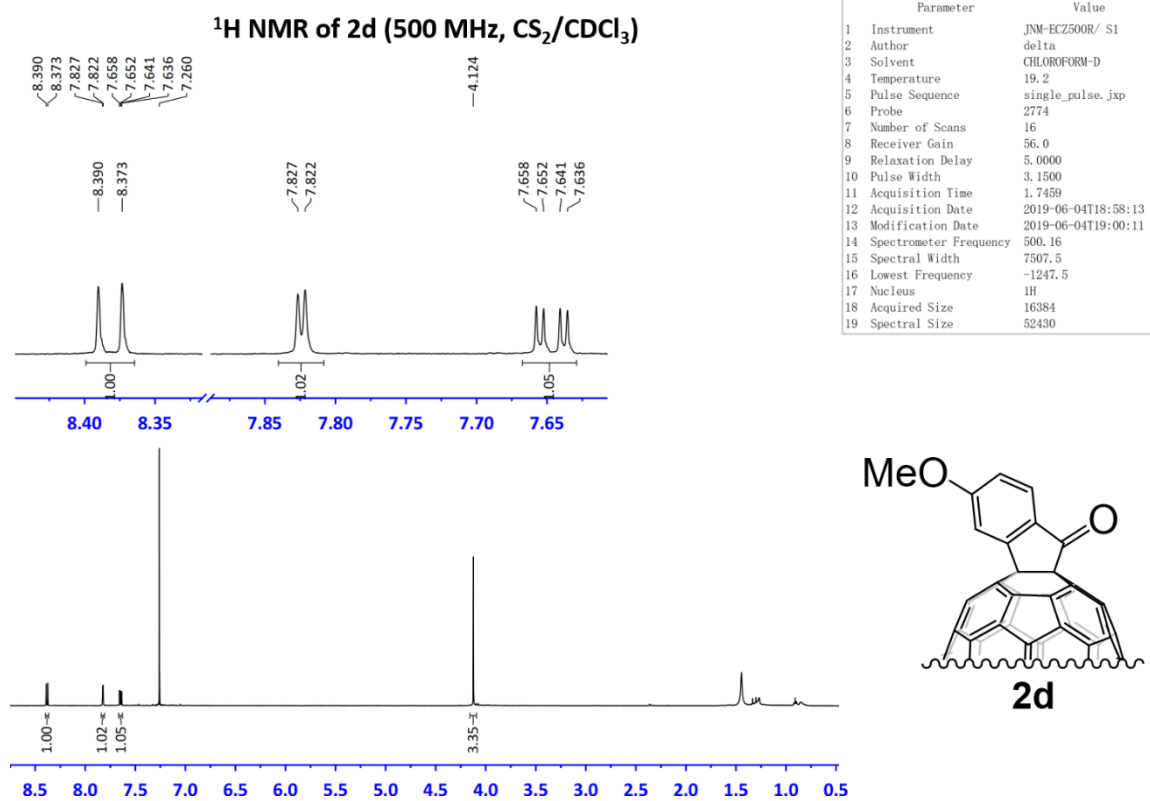 ¹H NMR of 2d (500 MHz, CS₂/CDCl₃)
8.390
8.373
7.827
7.822
7.658
7.652
7.641
7.636
7.260
4.124
8.390
8.373
7.827
7.822
7.658
7.652
7.641
7.636
1.00
1.02
1.05
8.40 8.35 7.85 7.80 7.75 7.70 7.65
Parameter Value
1 Instrument JNM-ECZ500R/ S1
2 Author delta
3 Solvent CHLOROFORM-D
4 Temperature 19.2
5 Pulse Sequence single_pulse.jxp
6 Probe 2774
7 Number of Scans 16
8 Receiver Gain 56.0
9 Relaxation Delay 5.0000
10 Pulse Width 3.1500
11 Acquisition Time 1.7459
12 Acquisition Date 2019-06-04T18:58:13
13 Modification Date 2019-06-04T19:00:11
14 Spectrometer Frequency 500.16
15 Spectral Width 7507.5
16 Lowest Frequency -1247.5
17 Nucleus 1H
18 Acquired Size 16384
19 Spectral Size 52430
MeO
O
2d
1.00
1.02
1.05
3.35
8.5 8.0 7.5 7.0 6.5 6.0 5.5 5.0 4.5 4.0 3.5 3.0 2.5 2.0 1.5 1.0 0.5